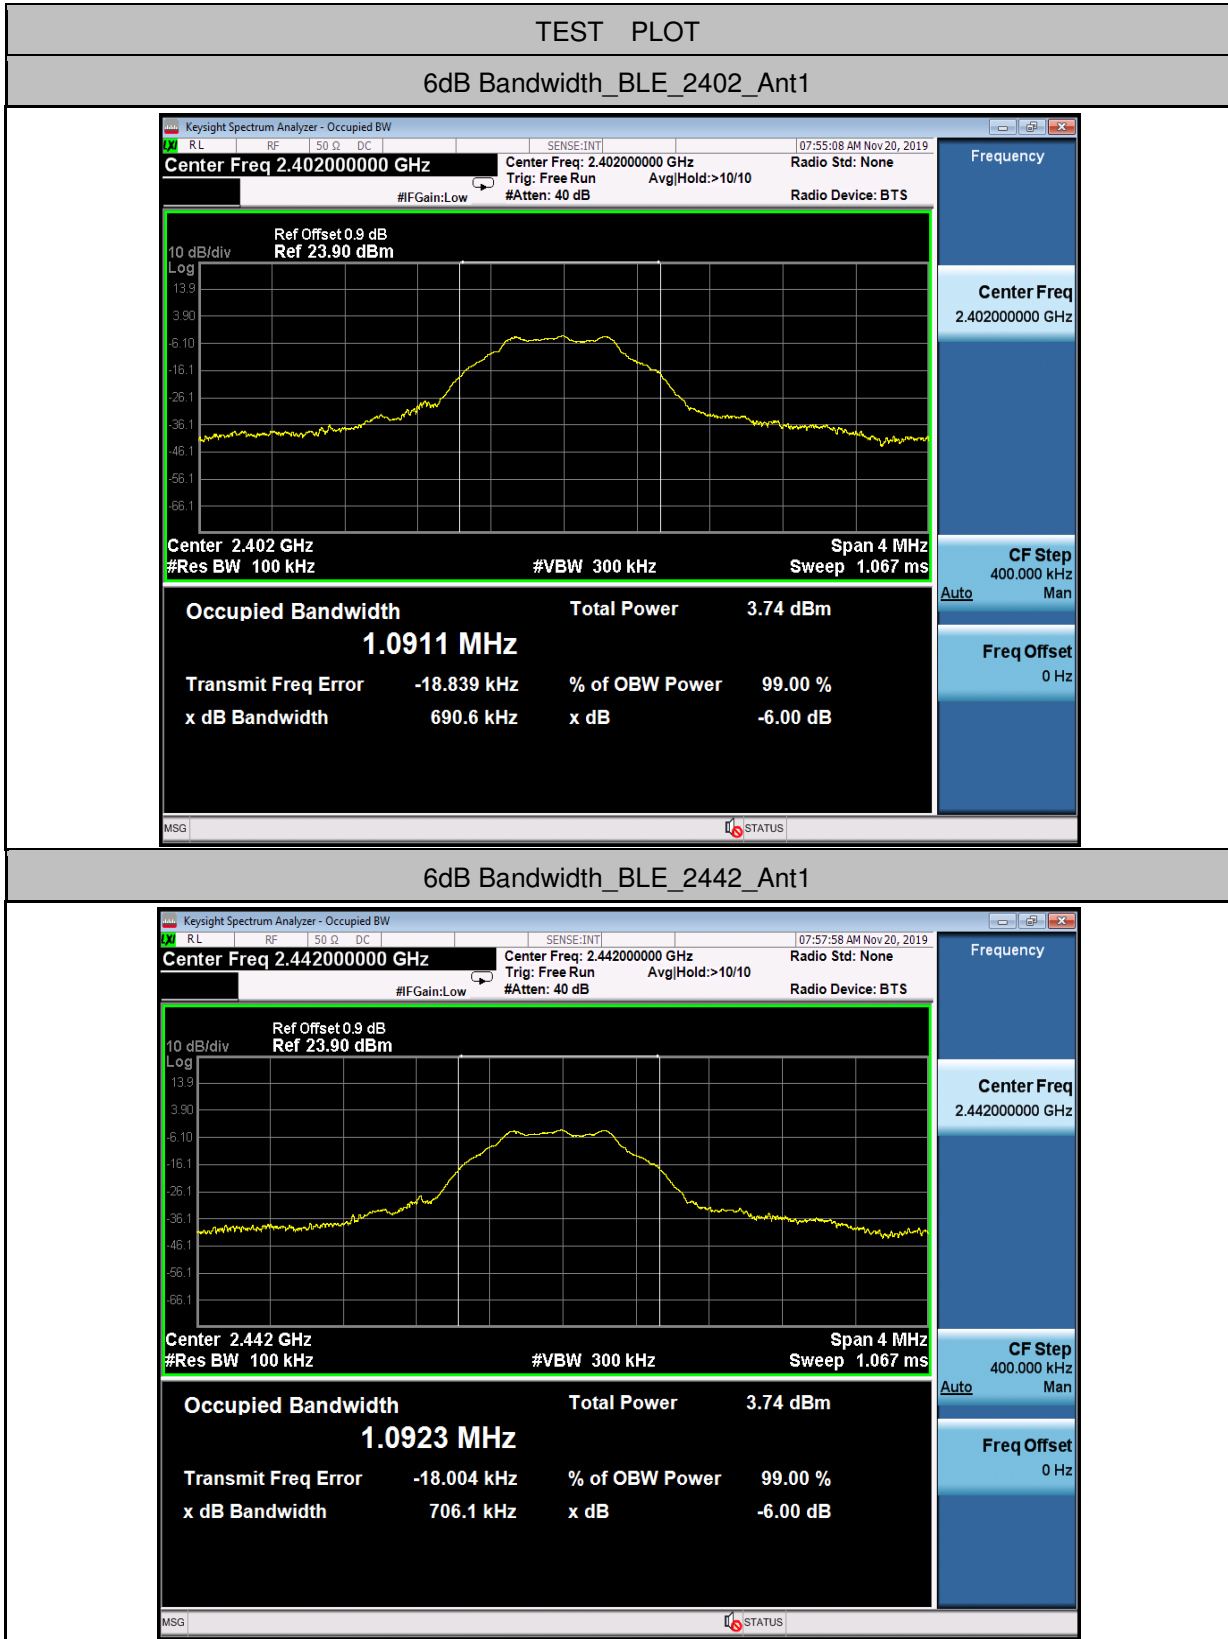 TEST PLOT
6dB Bandwidth_BLE_2402_Ant1
Keysight Spectrum Analyzer - Occupied BW
LXI RL RF 50 Ω DC SENSE:INT 07:55:08 AM Nov 20, 2019
Center Freq 2.402000000 GHz
Center Freq: 2.402000000 GHz Radio Std: None
Trig: Free Run Avg|Hold:>10/10
#IFGain:Low #Atten: 40 dB Radio Device: BTS
Frequency
Ref Offset 0.9 dB
10 dB/div Ref 23.90 dBm
Log
13.9
3.90
-6.10
-16.1
-26.1
-36.1
-46.1
-56.1
-66.1
Center 2.402 GHz Span 4 MHz
#Res BW 100 kHz #VBW 300 kHz Sweep 1.067 ms
Center Freq
2.402000000 GHz
CF Step
400.000 kHz
Auto Man
Freq Offset
0 Hz
Occupied Bandwidth Total Power 3.74 dBm
1.0911 MHz
Transmit Freq Error -18.839 kHz % of OBW Power 99.00 %
x dB Bandwidth 690.6 kHz x dB -6.00 dB
MSG STATUS
6dB Bandwidth_BLE_2442_Ant1
Keysight Spectrum Analyzer - Occupied BW
LXI RL RF 50 Ω DC SENSE:INT 07:57:58 AM Nov 20, 2019
Center Freq 2.442000000 GHz
Center Freq: 2.442000000 GHz Radio Std: None
Trig: Free Run Avg|Hold:>10/10
#IFGain:Low #Atten: 40 dB Radio Device: BTS
Frequency
Ref Offset 0.9 dB
10 dB/div Ref 23.90 dBm
Log
13.9
3.90
-6.10
-16.1
-26.1
-36.1
-46.1
-56.1
-66.1
Center 2.442 GHz Span 4 MHz
#Res BW 100 kHz #VBW 300 kHz Sweep 1.067 ms
Center Freq
2.442000000 GHz
CF Step
400.000 kHz
Auto Man
Freq Offset
0 Hz
Occupied Bandwidth Total Power 3.74 dBm
1.0923 MHz
Transmit Freq Error -18.004 kHz % of OBW Power 99.00 %
x dB Bandwidth 706.1 kHz x dB -6.00 dB
MSG STATUS